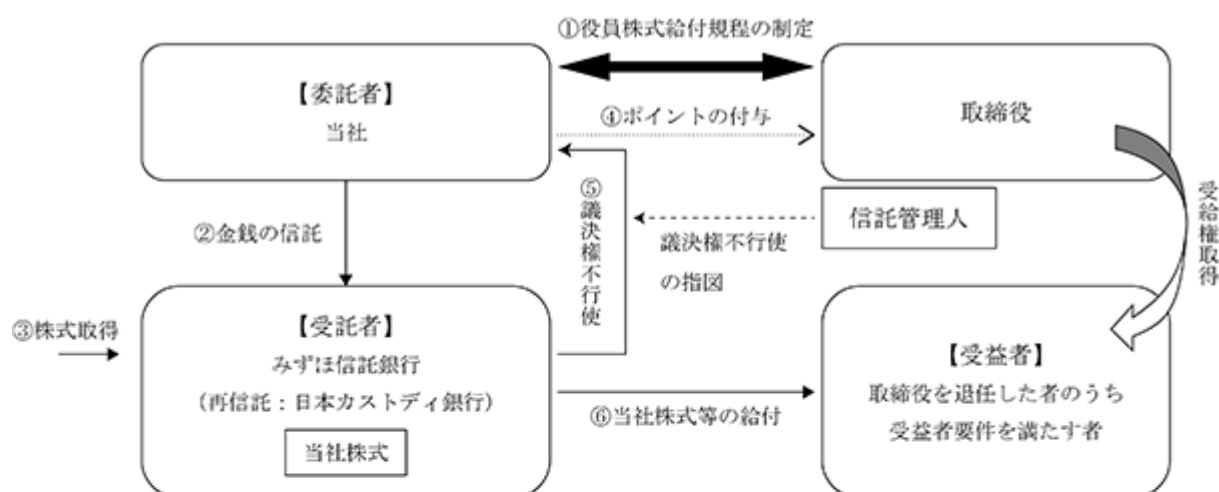 ①役員株式給付規程の制定
【委託者】
当社
④ポイントの付与
取締役
②金銭の信託
⑤議決権不行使
議決権不行使
の指図
信託管理人
受給権取得
③株式取得
【受託者】
みずほ信託銀行
(再信託:日本カストディ銀行)
当社株式
⑥当社株式等の給付
【受益者】
取締役を退任した者のうち
受益者要件を満たす者